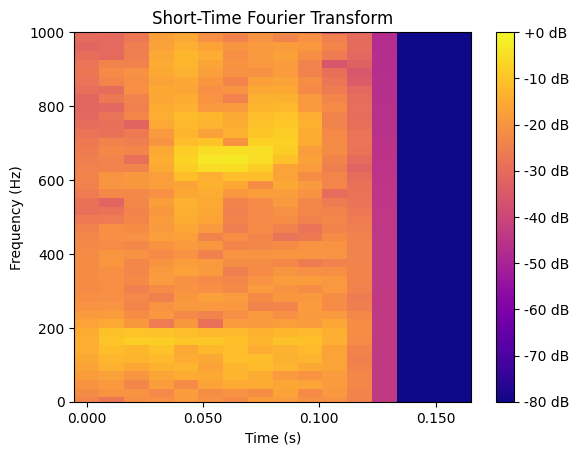 Short-Time Fourier Transform
1000
800
600
400
200
0
Frequency (Hz)
0.000
0.050
0.100
0.150
Time (s)
+0 dB
-10 dB
-20 dB
-30 dB
-40 dB
-50 dB
-60 dB
-70 dB
-80 dB